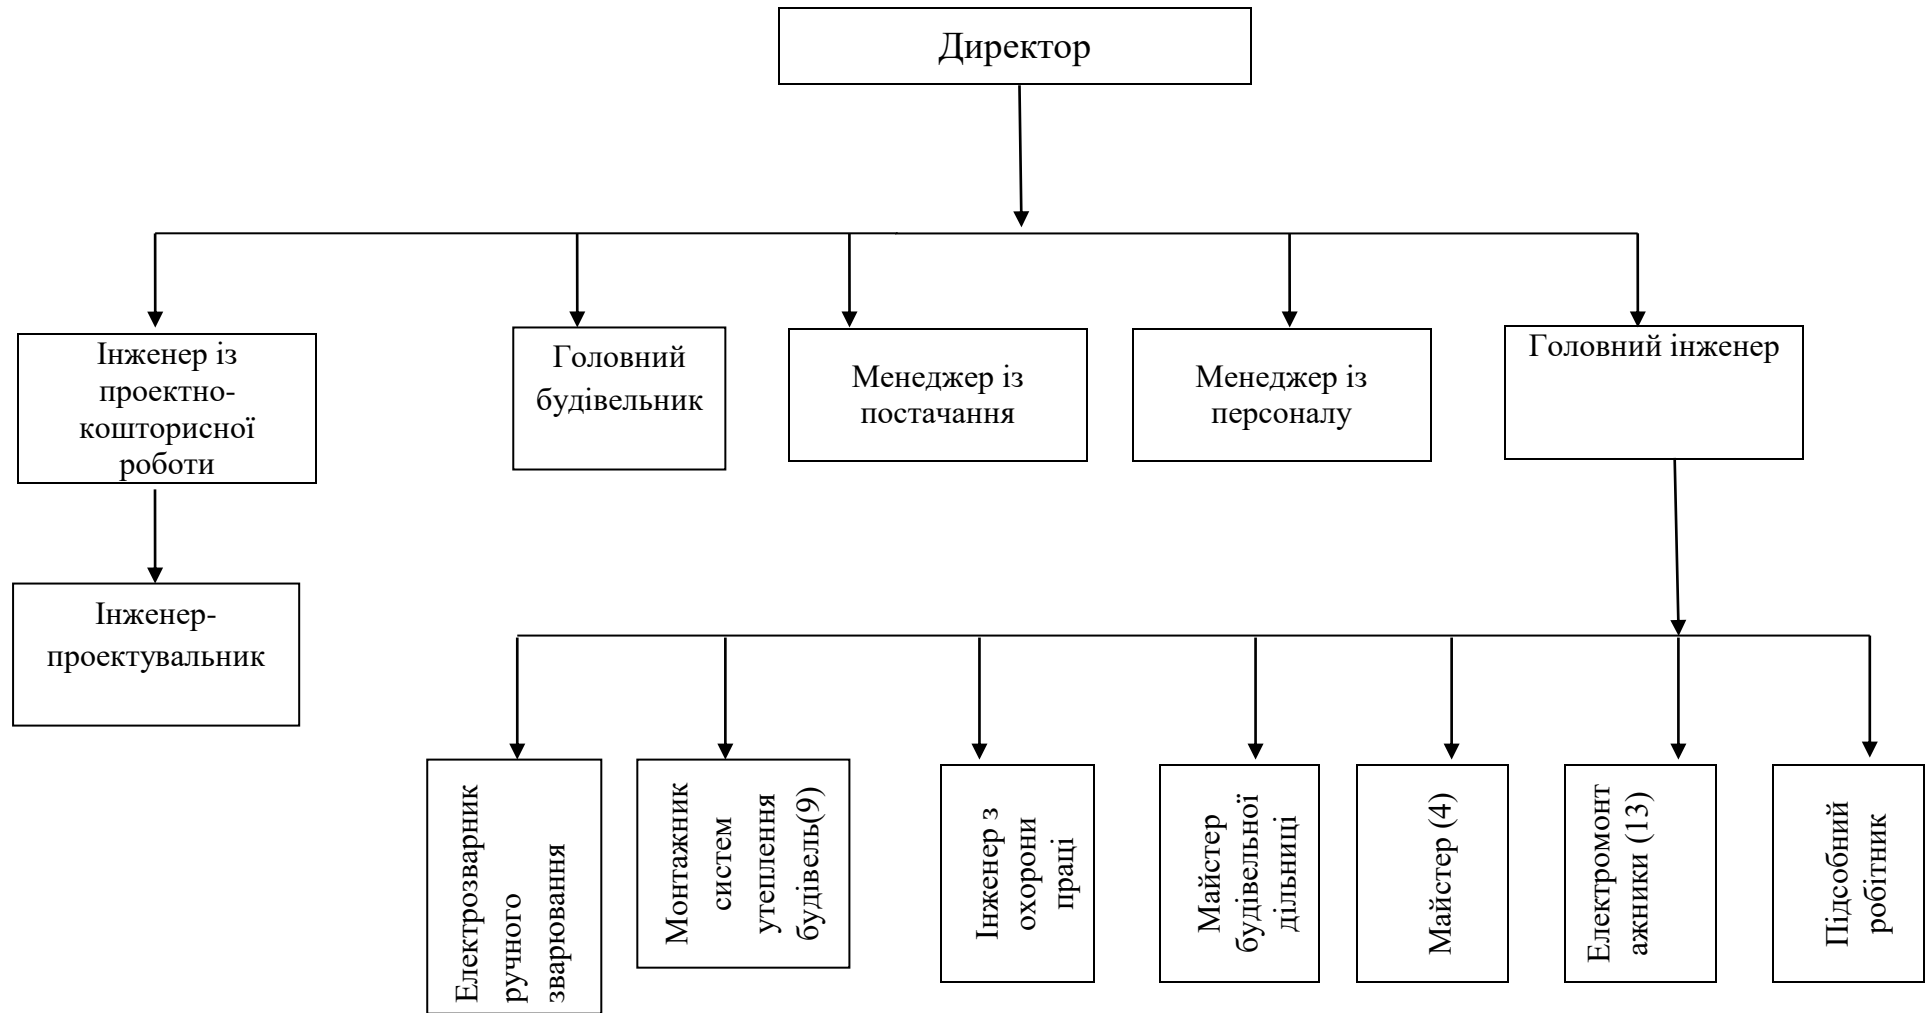 Директор
Інженер із
проектно-
кошторисної
роботи
Головний
будівельник
Менеджер із
постачання
Менеджер із
персоналу
Головний інженер
Інженер-
проектувальник
Електрозварник
ручного
зварювання
Монтажник
систем
утеплення
будівель(9)
Інженер з
охорони
праці
Майстер
будівельної
дільниці
Майстер (4)
Електромонт
ажники (13)
Підсобний
робітник